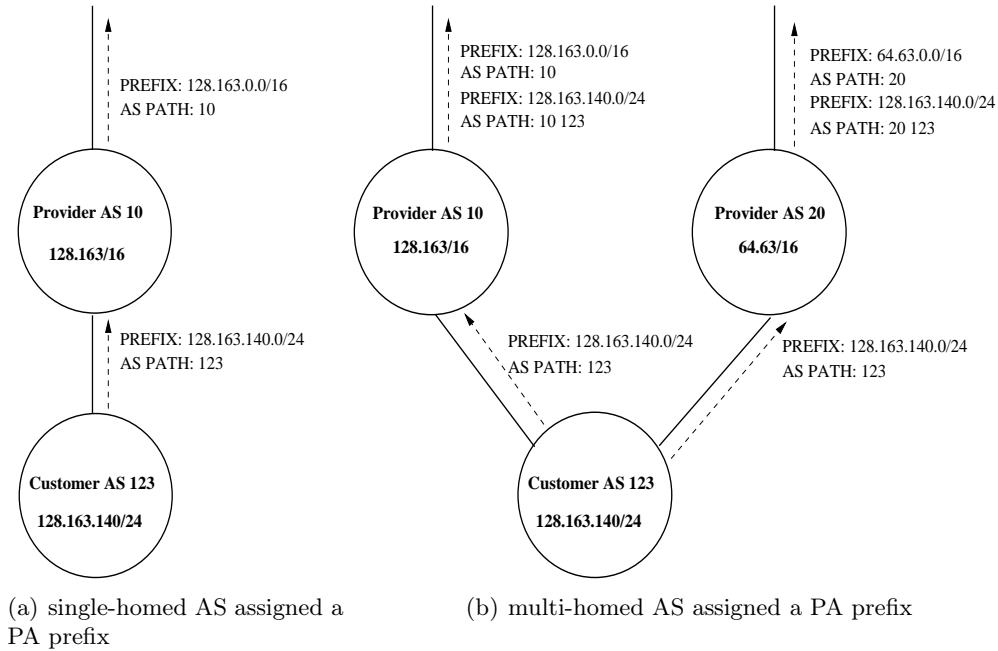 PREFIX: 128.163.0.0/16
AS PATH: 10
Provider AS 10
128.163/16
PREFIX: 128.163.140.0/24
AS PATH: 123
Customer AS 123
128.163.140/24
(a) single-homed AS assigned a
PA prefix
PREFIX: 128.163.0.0/16
AS PATH: 10
PREFIX: 128.163.140.0/24
AS PATH: 10 123
Provider AS 10
128.163/16
PREFIX: 64.63.0.0/16
AS PATH: 20
PREFIX: 128.163.140.0/24
AS PATH: 20 123
Provider AS 20
64.63/16
PREFIX: 128.163.140.0/24
AS PATH: 123
PREFIX: 128.163.140.0/24
AS PATH: 123
Customer AS 123
128.163.140/24
(b) multi-homed AS assigned a PA prefix